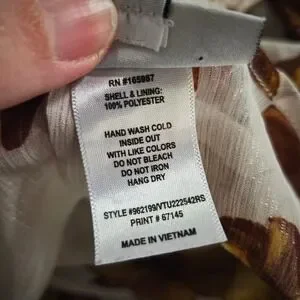 RN #165987
SHELL & LINING:
100% POLYESTER
HAND WASH COLD
INSIDE OUT
WITH LIKE COLORS
DO NOT BLEACH
DO NOT IRON
HANG DRY
STYLE #962199/VTU222542RS
PRINT # 67145
MADE IN VIETNAM